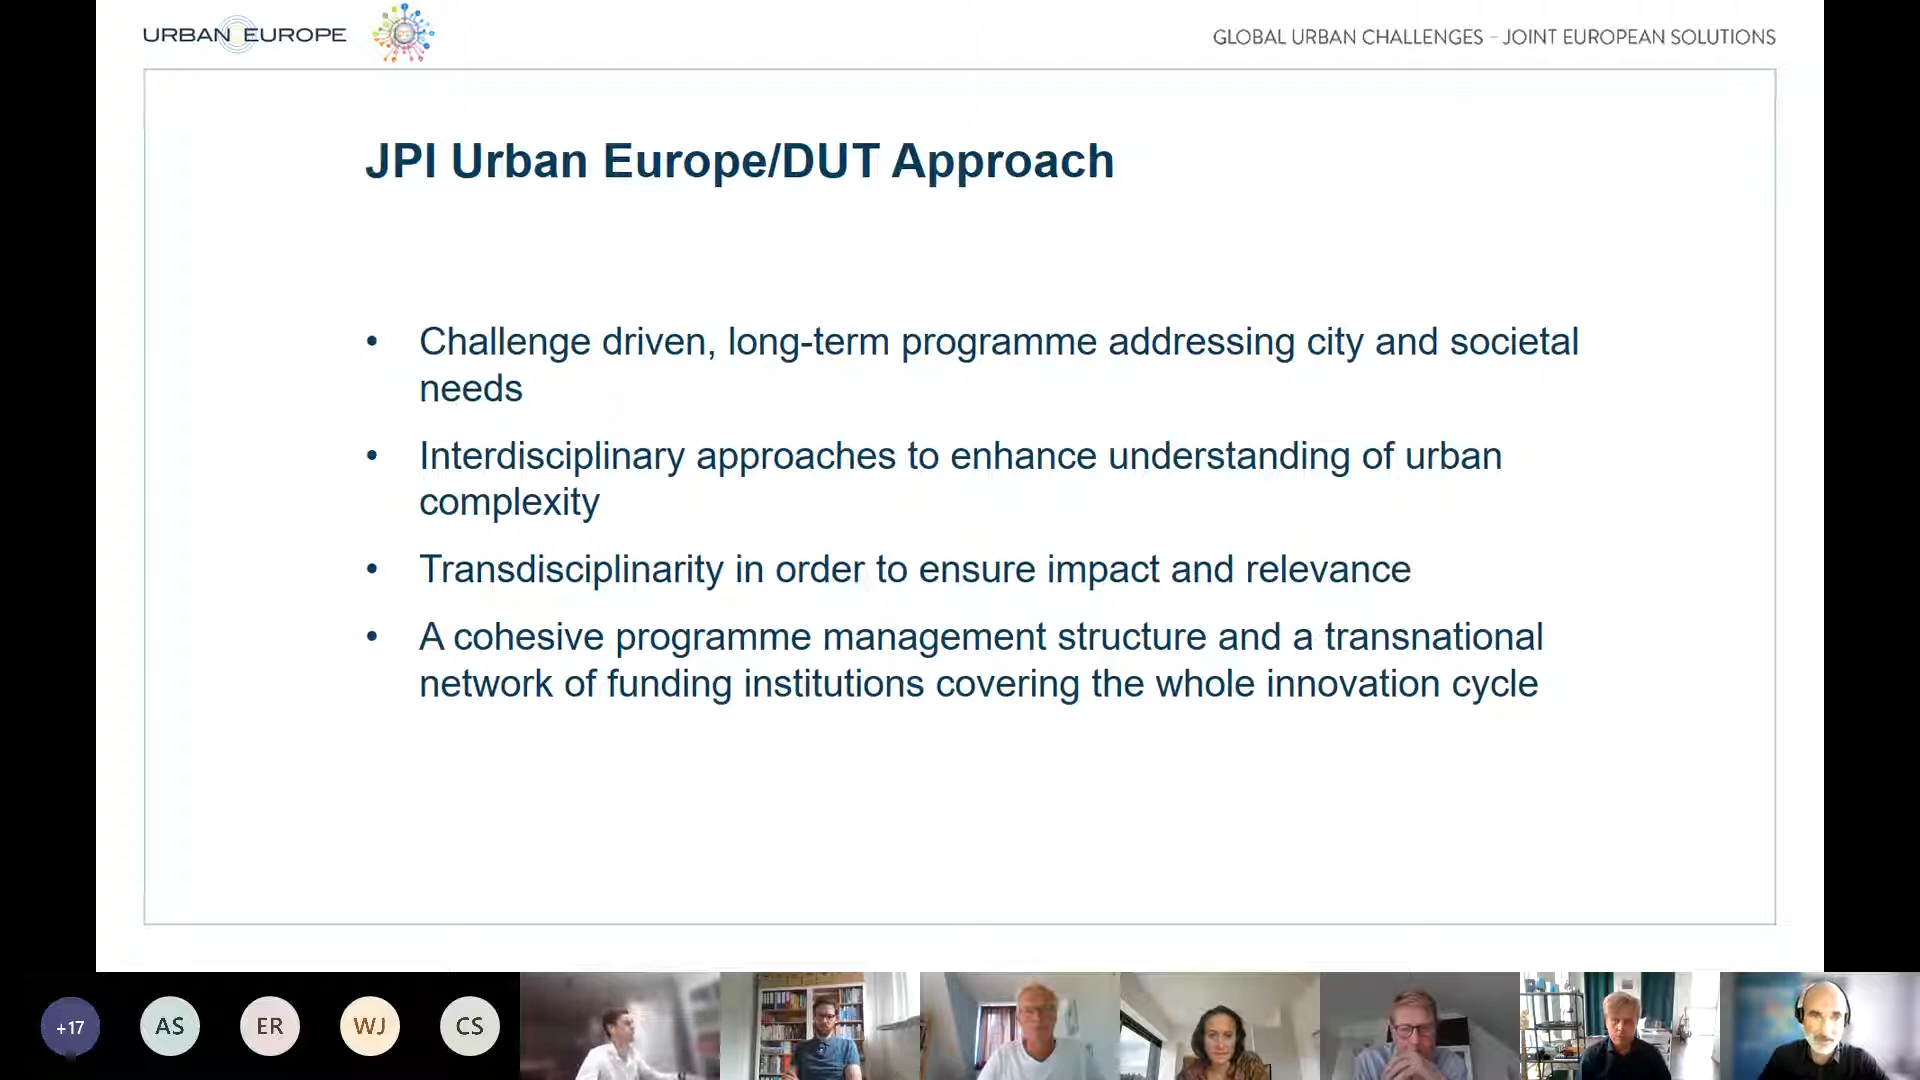 URBAN EUROPE
GLOBAL URBAN CHALLENGES – JOINT EUROPEAN SOLUTIONS
JPI Urban Europe/DUT Approach
• Challenge driven, long-term programme addressing city and societal
needs
• Interdisciplinary approaches to enhance understanding of urban
complexity
• Transdisciplinarity in order to ensure impact and relevance
• A cohesive programme management structure and a transnational
network of funding institutions covering the whole innovation cycle
+17 AS ER WJ CS